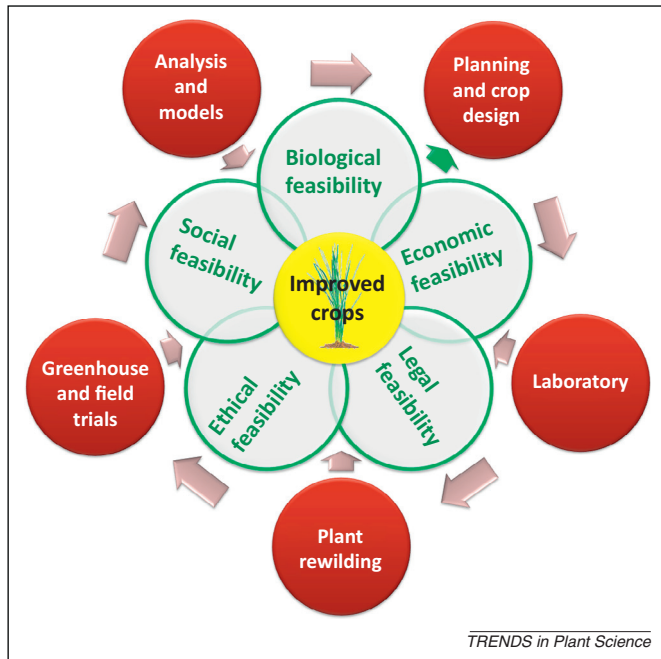 Analysis
and
models
Planning
and crop
design
Biological
feasibility
Social
feasibility
Economic
feasibility
Improved
crops
Greenhouse
and field
trials
Ethical
feasibility
Legal
feasibility
Laboratory
Plant
rewilding
TRENDS in Plant Science